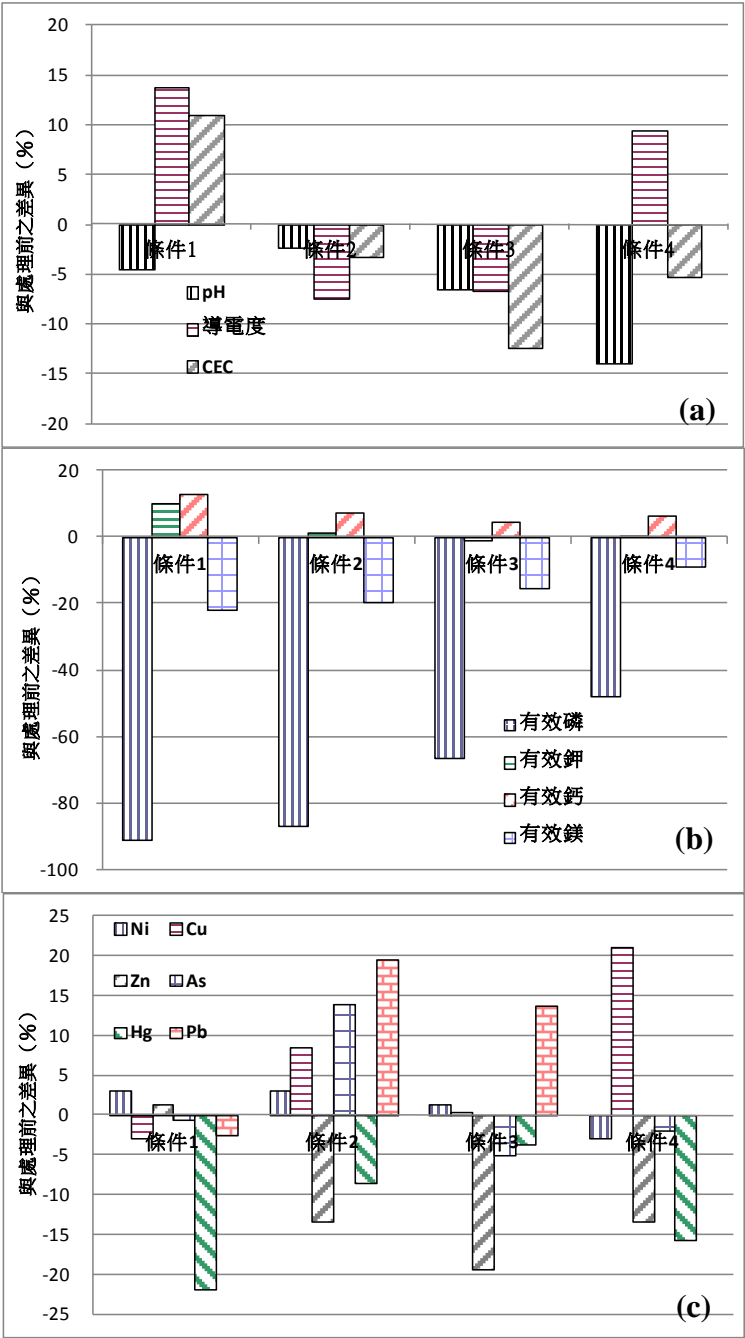 20
15
10
5
0
-5
-10
-15
-20
與處理前之差異（%）
條件1
條件2
條件3
條件4
pH
導電度
CEC
(a)
20
0
-20
-40
-60
-80
-100
與處理前之差異（%）
條件1
條件2
條件3
條件4
有效磷
有效鉀
有效鈣
有效鎂
(b)
25
20
15
10
5
0
-5
-10
-15
-20
-25
與處理前之差異（%）
Ni Cu
Zn As
Hg Pb
條件1
條件2
條件3
條件4
(c)